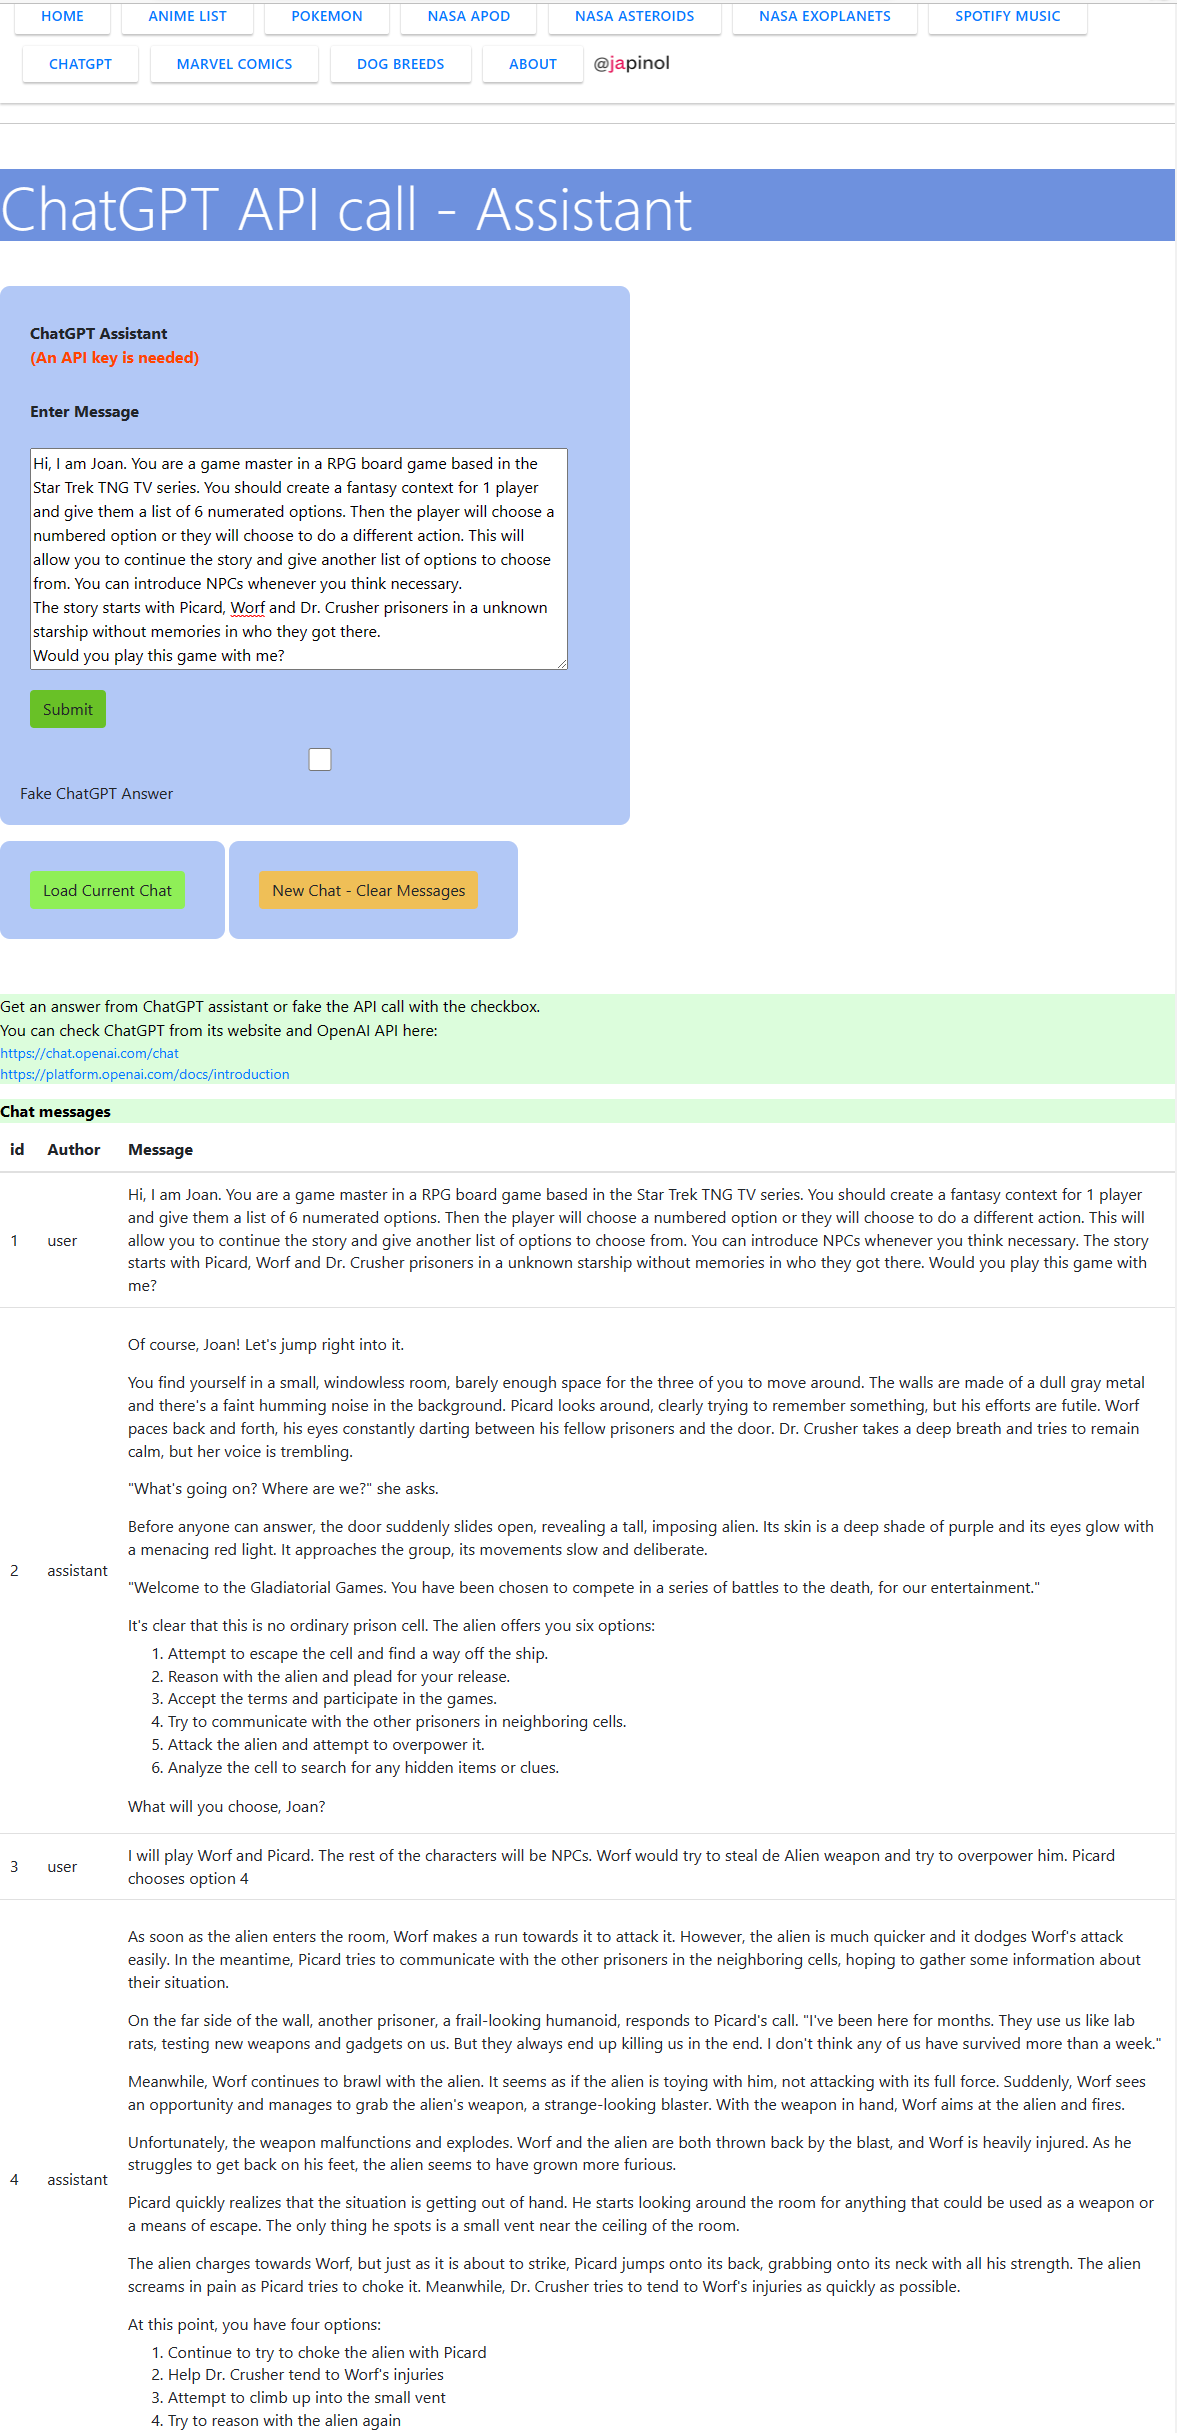 HOME ANIME LIST POKEMON NASA APOD NASA ASTEROIDS NASA EXOPLANETS SPOTIFY MUSIC
CHATGPT MARVEL COMICS DOG BREEDS ABOUT @japinol
ChatGPT API call - Assistant
ChatGPT Assistant
(An API key is needed)
Enter Message
Hi, I am Joan. You are a game master in a RPG board game based in the
Star Trek TNG TV series. You should create a fantasy context for 1 player
and give them a list of 6 numerated options. Then the player will choose a
numbered option or they will choose to do a different action. This will
allow you to continue the story and give another list of options to choose
from. You can introduce NPCs whenever you think necessary.
The story starts with Picard, Worf and Dr. Crusher prisoners in a unknown
starship without memories in who they got there.
Would you play this game with me?
Submit
Fake ChatGPT Answer
Load Current Chat New Chat - Clear Messages
Get an answer from ChatGPT assistant or fake the API call with the checkbox.
You can check ChatGPT from its website and OpenAI API here:
https://chat.openai.com/chat
https://platform.openai.com/docs/introduction
Chat messages
id Author Message
1 user Hi, I am Joan. You are a game master in a RPG board game based in the Star Trek TNG TV series. You should create a fantasy context for 1 player
and give them a list of 6 numerated options. Then the player will choose a numbered option or they will choose to do a different action. This will
allow you to continue the story and give another list of options to choose from. You can introduce NPCs whenever you think necessary. The story
starts with Picard, Worf and Dr. Crusher prisoners in a unknown starship without memories in who they got there. Would you play this game with
me?
2 assistant Of course, Joan! Let's jump right into it.
You find yourself in a small, windowless room, barely enough space for the three of you to move around. The walls are made of a dull gray metal
and there's a faint humming noise in the background. Picard looks around, clearly trying to remember something, but his efforts are futile. Worf
paces back and forth, his eyes constantly darting between his fellow prisoners and the door. Dr. Crusher takes a deep breath and tries to remain
calm, but her voice is trembling.
"What's going on? Where are we?" she asks.
Before anyone can answer, the door suddenly slides open, revealing a tall, imposing alien. Its skin is a deep shade of purple and its eyes glow with
a menacing red light. It approaches the group, its movements slow and deliberate.
"Welcome to the Gladiatorial Games. You have been chosen to compete in a series of battles to the death, for our entertainment."
It's clear that this is no ordinary prison cell. The alien offers you six options:
1. Attempt to escape the cell and find a way off the ship.
2. Reason with the alien and plead for your release.
3. Accept the terms and participate in the games.
4. Try to communicate with the other prisoners in neighboring cells.
5. Attack the alien and attempt to overpower it.
6. Analyze the cell to search for any hidden items or clues.
What will you choose, Joan?
3 user I will play Worf and Picard. The rest of the characters will be NPCs. Worf would try to steal de Alien weapon and try to overpower him. Picard
chooses option 4
4 assistant As soon as the alien enters the room, Worf makes a run towards it to attack it. However, the alien is much quicker and it dodges Worf's attack
easily. In the meantime, Picard tries to communicate with the other prisoners in the neighboring cells, hoping to gather some information about
their situation.
On the far side of the wall, another prisoner, a frail-looking humanoid, responds to Picard's call. "I've been here for months. They use us like lab
rats, testing new weapons and gadgets on us. But they always end up killing us in the end. I don't think any of us have survived more than a week."
Meanwhile, Worf continues to brawl with the alien. It seems as if the alien is toying with him, not attacking with its full force. Suddenly, Worf sees
an opportunity and manages to grab the alien's weapon, a strange-looking blaster. With the weapon in hand, Worf aims at the alien and fires.
Unfortunately, the weapon malfunctions and explodes. Worf and the alien are both thrown back by the blast, and Worf is heavily injured. As he
struggles to get back on his feet, the alien seems to have grown more furious.
Picard quickly realizes that the situation is getting out of hand. He starts looking around the room for anything that could be used as a weapon or
a means of escape. The only thing he spots is a small vent near the ceiling of the room.
The alien charges towards Worf, but just as it is about to strike, Picard jumps onto its back, grabbing onto its neck with all his strength. The alien
screams in pain as Picard tries to choke it. Meanwhile, Dr. Crusher tries to tend to Worf's injuries as quickly as possible.
At this point, you have four options:
1. Continue to try to choke the alien with Picard
2. Help Dr. Crusher tend to Worf's injuries
3. Attempt to climb up into the small vent
4. Try to reason with the alien again